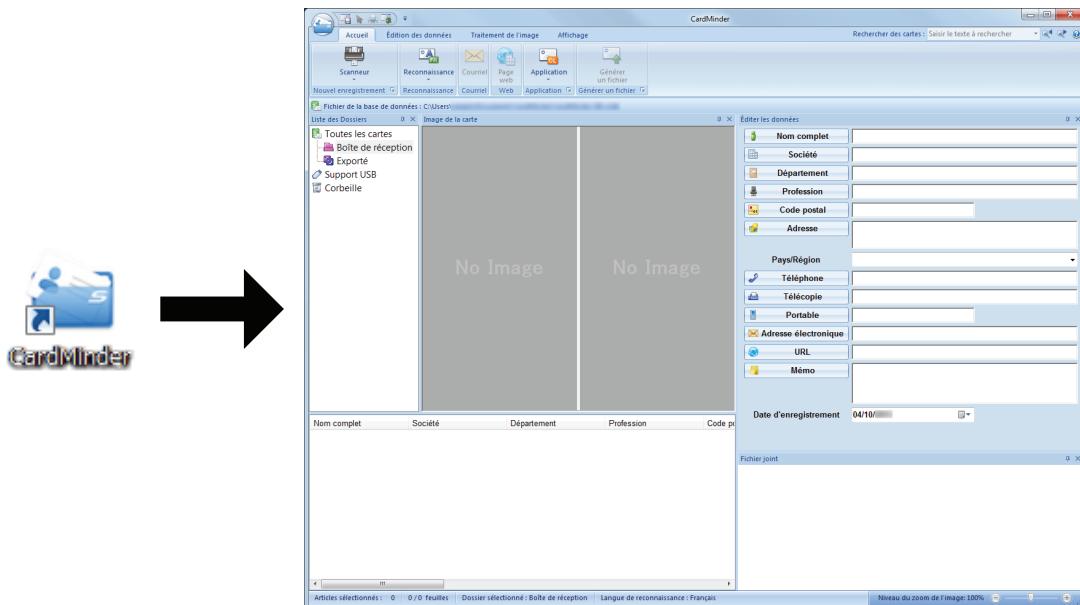 CardMinder
CardMinder
Accueil Édition des données Traitement de l'image Affichage
Rechercher des cartes : Saisir le texte à rechercher
Scanneur Reconnaissance Courriel Page web Application Générer un fichier
Nouvel enregistrement Reconnaissance Courriel Web Application Générer un fichier
Fichier de la base de données : C:\Users\
Liste des Dossiers
Image de la carte
Éditer les données
Toutes les cartes
Boîte de réception
Exporté
Support USB
Corbeille
No Image
No Image
Nom complet
Société
Département
Profession
Code postal
Adresse
Pays/Région
Téléphone
Télécopie
Portable
Adresse électronique
URL
Mémo
Date d'enregistrement 04/10/
Nom complet Société Département Profession Code po
Fichier joint
Articles sélectionnés : 0 0 / 0 feuilles Dossier sélectionné : Boîte de réception Langue de reconnaissance : Français
Niveau du zoom de l'image: 100%